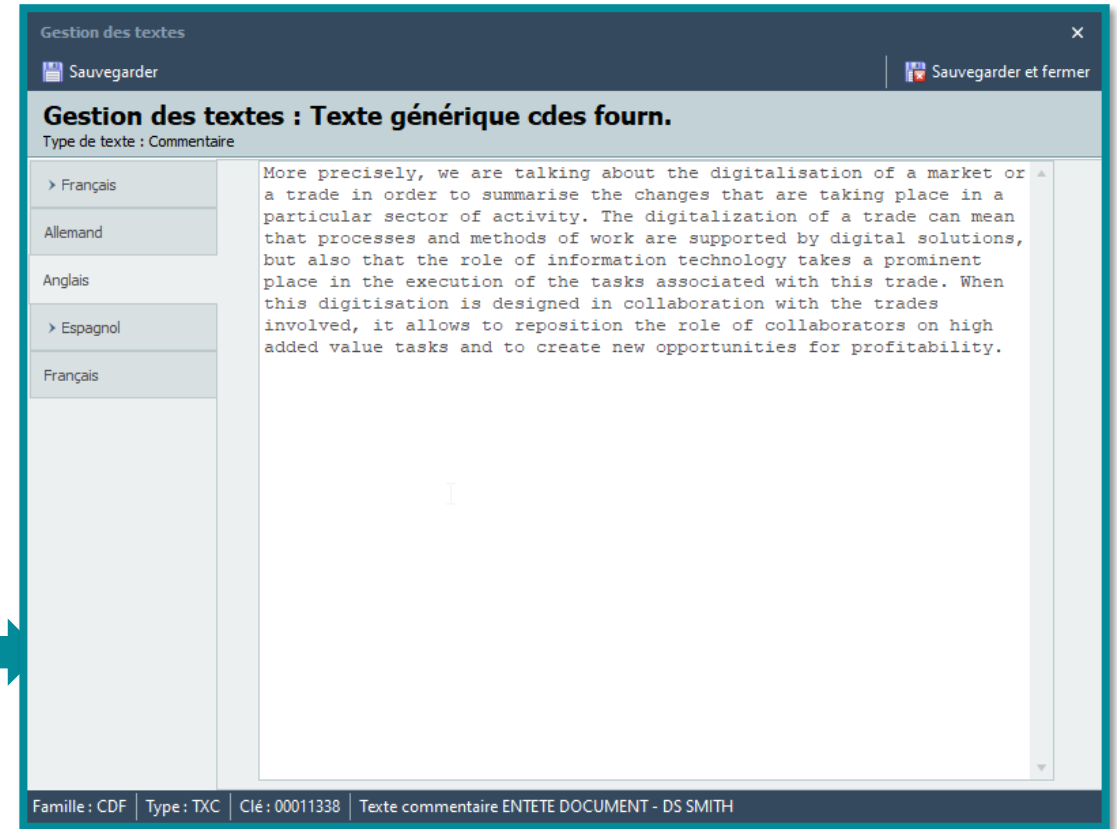 Gestion des textes
Sauvegarder
Sauvegarder et fermer
Gestion des textes : Texte générique cdes fourn.
Type de texte : Commentaire
> Français
Allemand
Anglais
> Espagnol
Français
More precisely, we are talking about the digitalisation of a market or
a trade in order to summarise the changes that are taking place in a
particular sector of activity. The digitalization of a trade can mean
that processes and methods of work are supported by digital solutions,
but also that the role of information technology takes a prominent
place in the execution of the tasks associated with this trade. When
this digitisation is designed in collaboration with the trades
involved, it allows to reposition the role of collaborators on high
added value tasks and to create new opportunities for profitability.
Famille : CDF | Type : TXC | Clé : 00011338 | Texte commentaire ENTETE DOCUMENT - DS SMITH